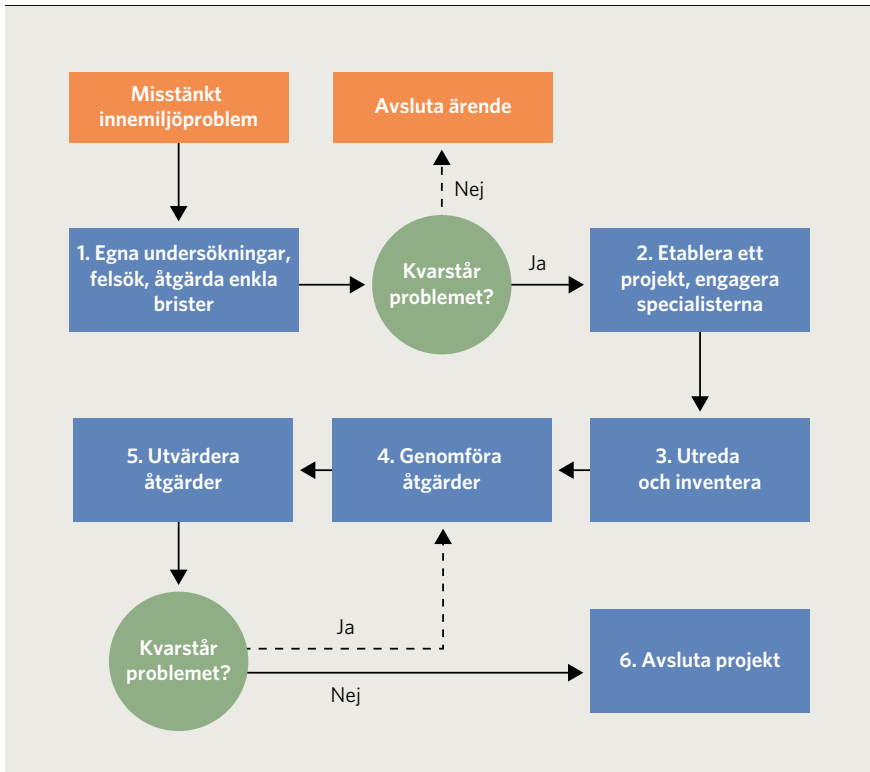 Misstänkt
innemiljöproblem
Avsluta ärende
Nej
1. Egna undersökningar,
felsök, åtgärda enkla
brister
Kvarstår
problemet?
Ja
2. Etablera ett
projekt, engagera
specialisterna
3. Utreda
och inventera
4. Genomföra
åtgärder
5. Utvärdera
åtgärder
Kvarstår
problemet?
Ja
Nej
6. Avsluta projekt